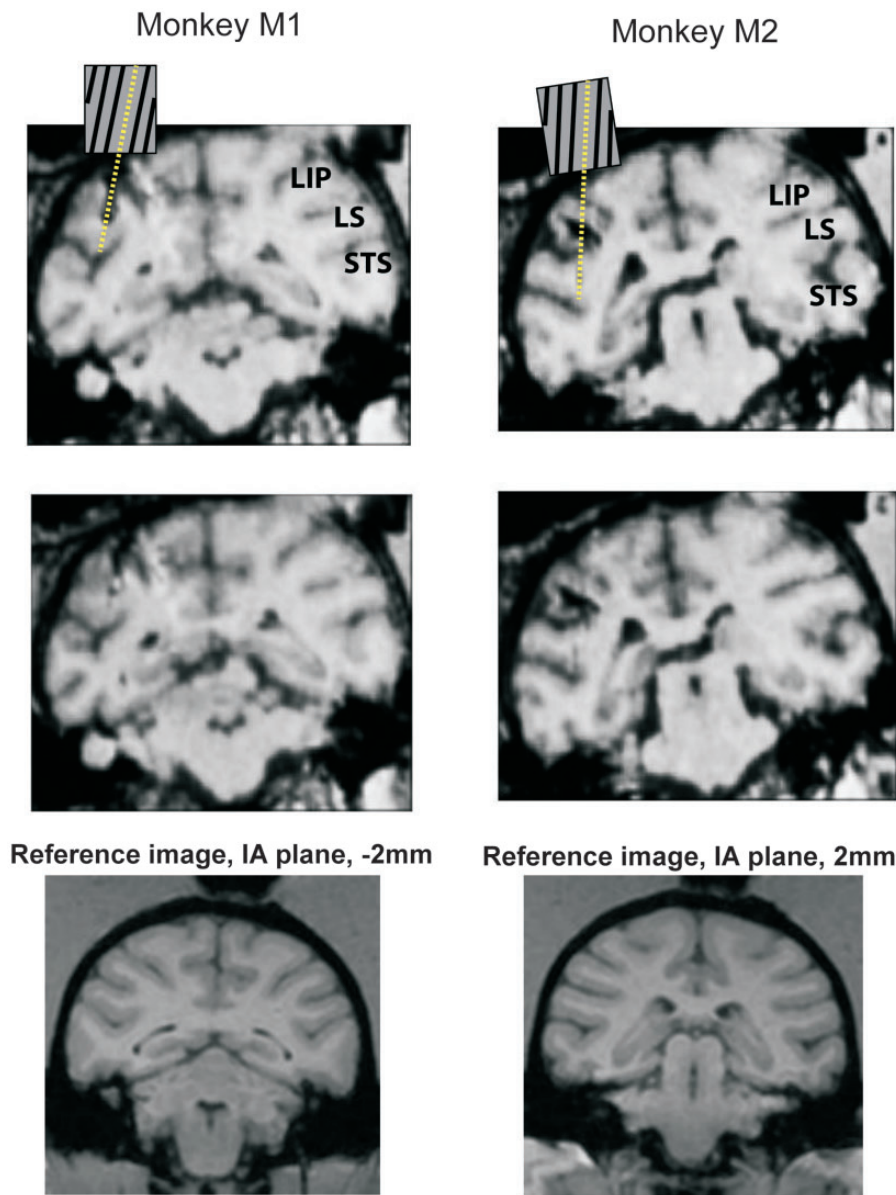 Monkey M1
Monkey M2
LIP
LS
STS
LIP
LS
STS
Reference image, IA plane, -2mm
Reference image, IA plane, 2mm